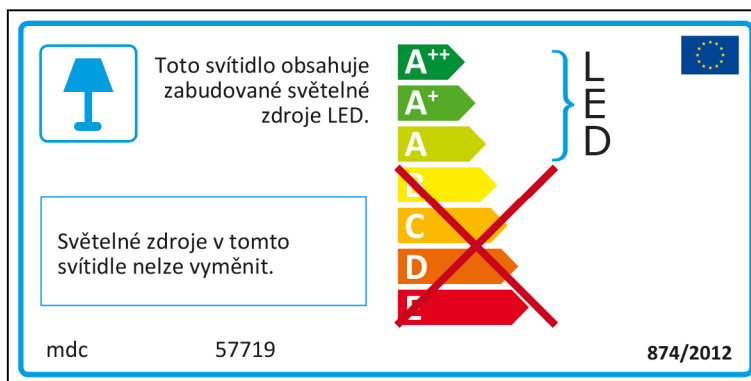 Toto svítidlo obsahuje
zabudované světelné
zdroje LED.
A++
A+
A
B
C
D
E
L
E
D
Světelné zdroje v tomto
svítidle nelze vyměnit.
mdc 57719
874/2012